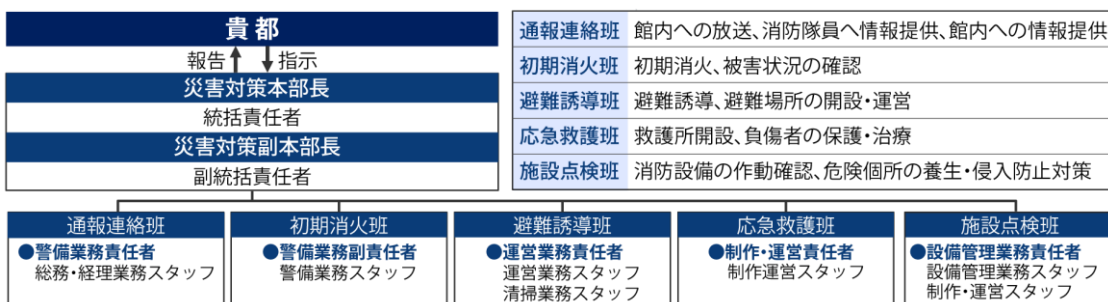 貴都
報告 指示
災害対策本部長
統括責任者
災害対策副本部長
副統括責任者
通報連絡班 館内への放送、消防隊員へ情報提供、館内への情報提供
初期消火班 初期消火、被害状況の確認
避難誘導班 避難誘導、避難場所の開設・運営
応急救護班 救護所開設、負傷者の保護・治療
施設点検班 消防設備の作動確認、危険個所の養生・侵入防止対策
通報連絡班
●警備業務責任者
総務・経理業務スタッフ
初期消火班
●警備業務副責任者
警備業務スタッフ
避難誘導班
●運営業務責任者
運営業務スタッフ
清掃業務スタッフ
応急救護班
●制作・運営責任者
制作運営スタッフ
施設点検班
●設備管理業務責任者
設備管理業務スタッフ
制作・運営スタッフ